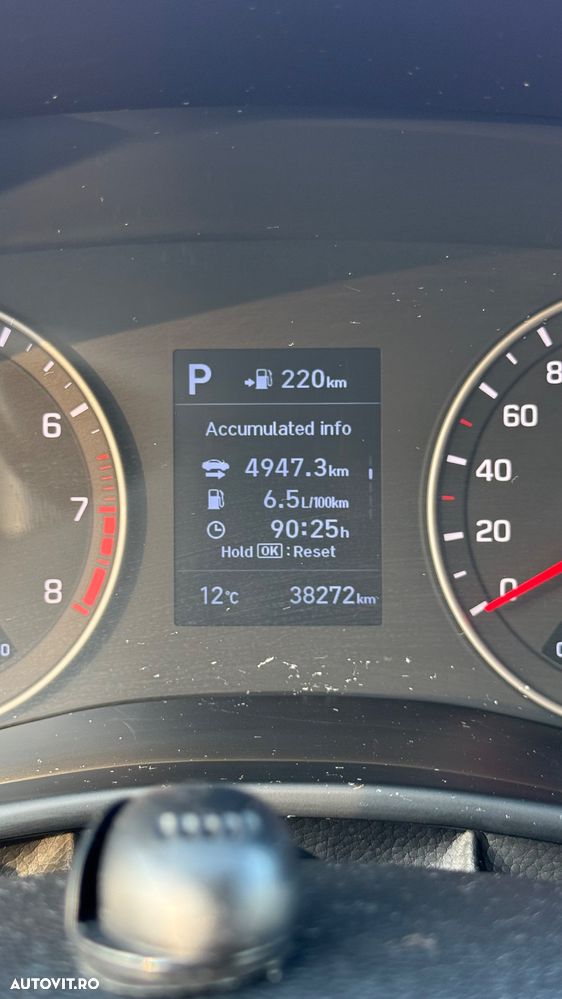 P 220km
Accumulated info
4947.3km
6.5L/100km
90:25h
Hold OK : Reset
12°C 38272km
6
7
8
8
60
40
20
0
AUTOVIT.RO